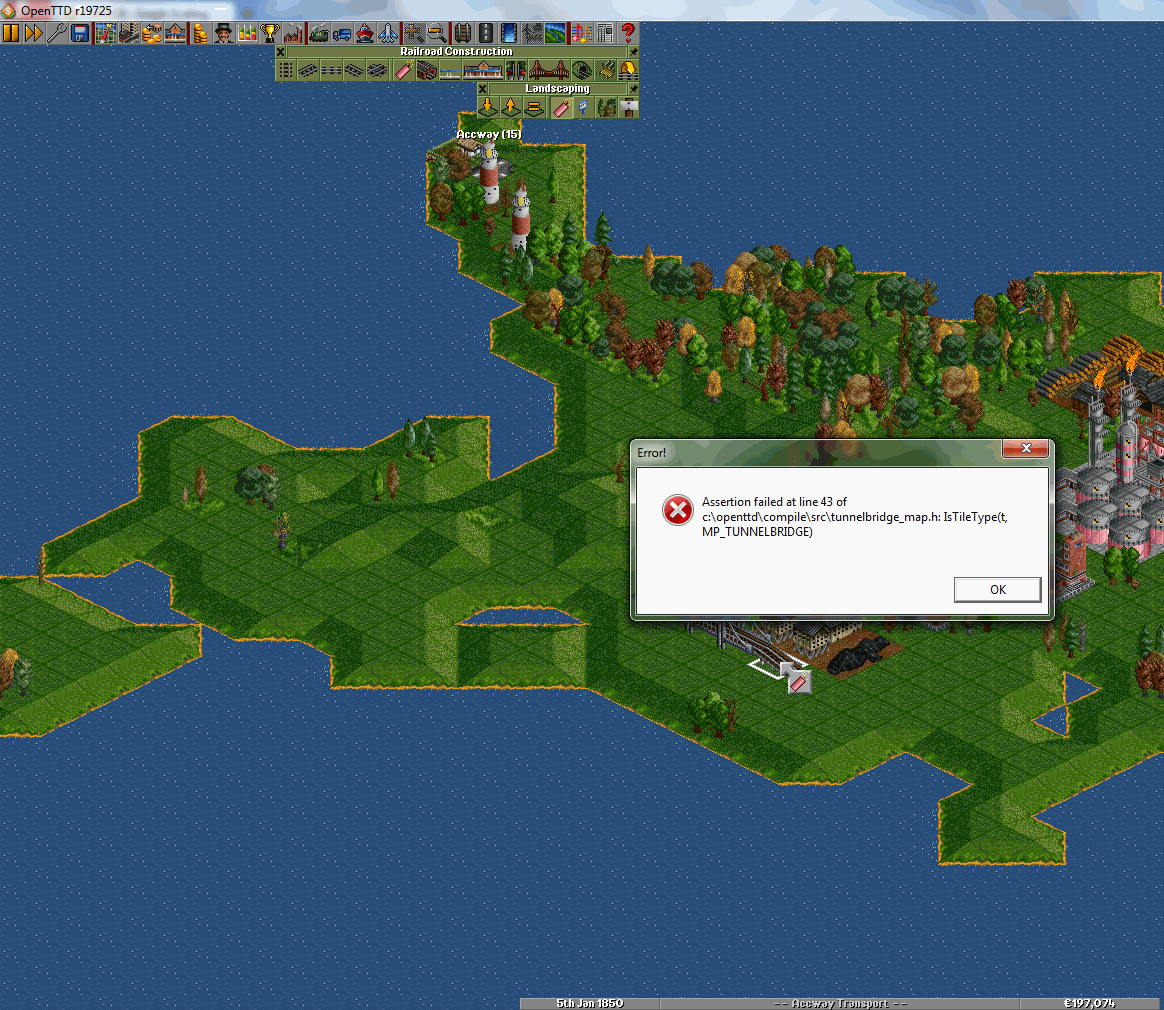 OpenTTD r19725
Railroad Construction
Landscaping
Accway (15)
Error!
Assertion failed at line 43 of
c:\openttd\compile\src\tunnelbridge_map.h: IsTileType(t,
MP_TUNNELBRIDGE)
OK
5th Jan 1850
-- Accway Transport --
€197,074